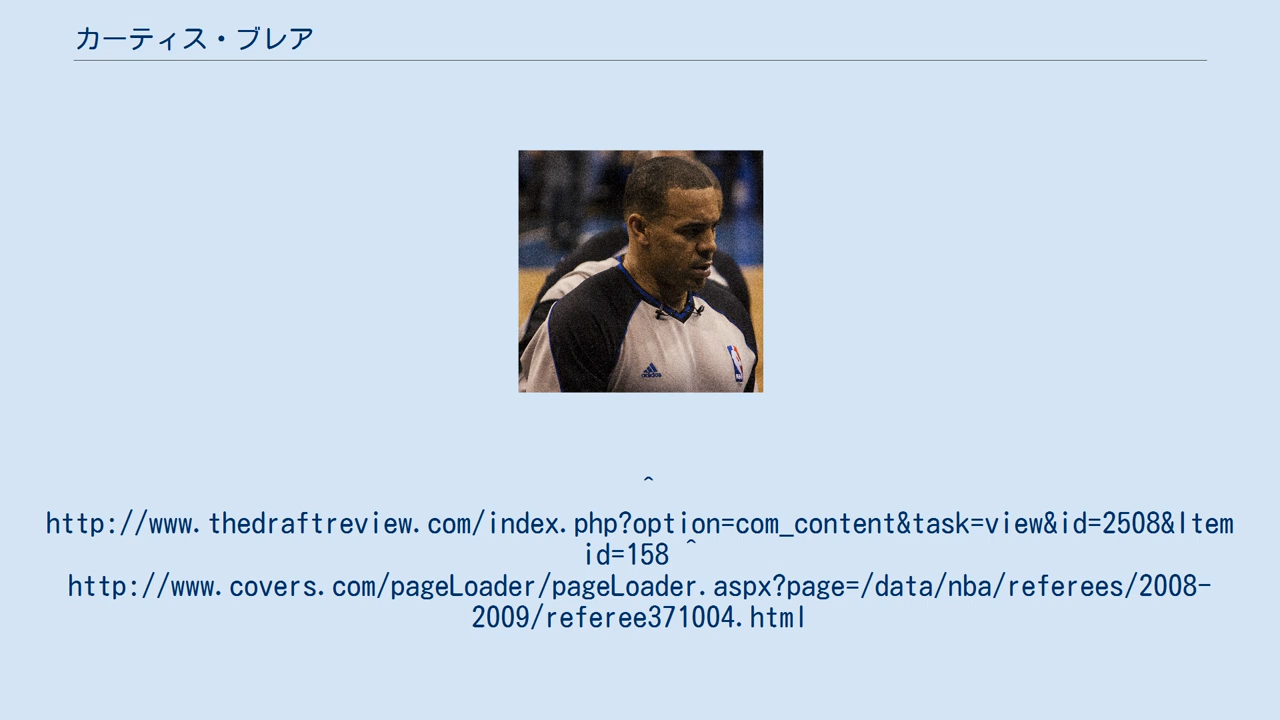 カーティス・ブレア
adidas
^
http://www.thedraftreview.com/index.php?option=com_content&task=view&id=2508&Item
id=158 ^
http://www.covers.com/pageLoader/pageLoader.aspx?page=/data/nba/referees/2008-
2009/referee371004.html